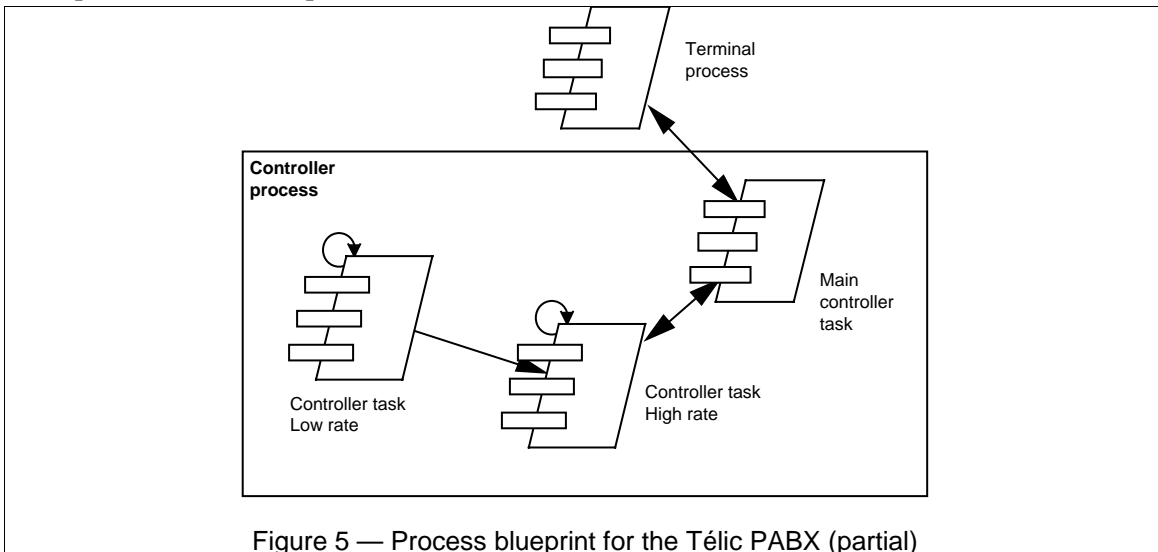 Terminal
process
Controller
process
Main
controller
task
Controller task
Low rate
Controller task
High rate
Figure 5 — Process blueprint for the Télic PABX (partial)